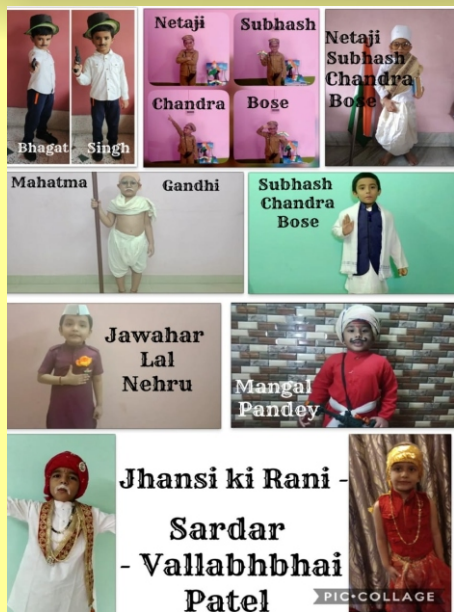 Bhagat Singh
Netaji Subhash
Chandra Bose
Netaji
Subhash
Chandra
Bose
Mahatma Gandhi
Subhash
Chandra
Bose
Jawahar
Lal
Nehru
Mangal
Pandey
Jhansi ki Rani -
Sardar
- Vallabhbhai
Patel
PIC•COLLAGE